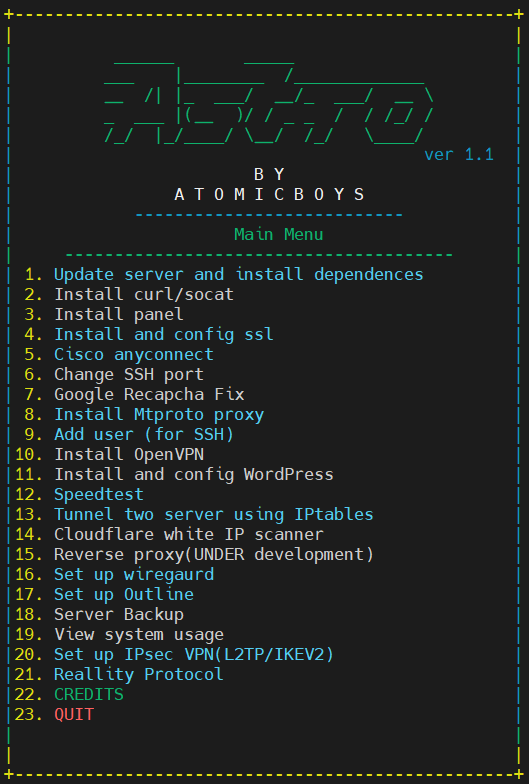 Astro
ver 1.1
B Y
A T O M I C B O Y S
Main Menu
1. Update server and install dependences
2. Install curl/socat
3. Install panel
4. Install and config ssl
5. Cisco anyconnect
6. Change SSH port
7. Google Recapcha Fix
8. Install Mtproto proxy
9. Add user (for SSH)
10. Install OpenVPN
11. Install and config WordPress
12. Speedtest
13. Tunnel two server using IPtables
14. Cloudflare white IP scanner
15. Reverse proxy(UNDER development)
16. Set up wiregaurd
17. Set up Outline
18. Server Backup
19. View system usage
20. Set up IPsec VPN(L2TP/IKEV2)
21. Reallity Protocol
22. CREDITS
23. QUIT